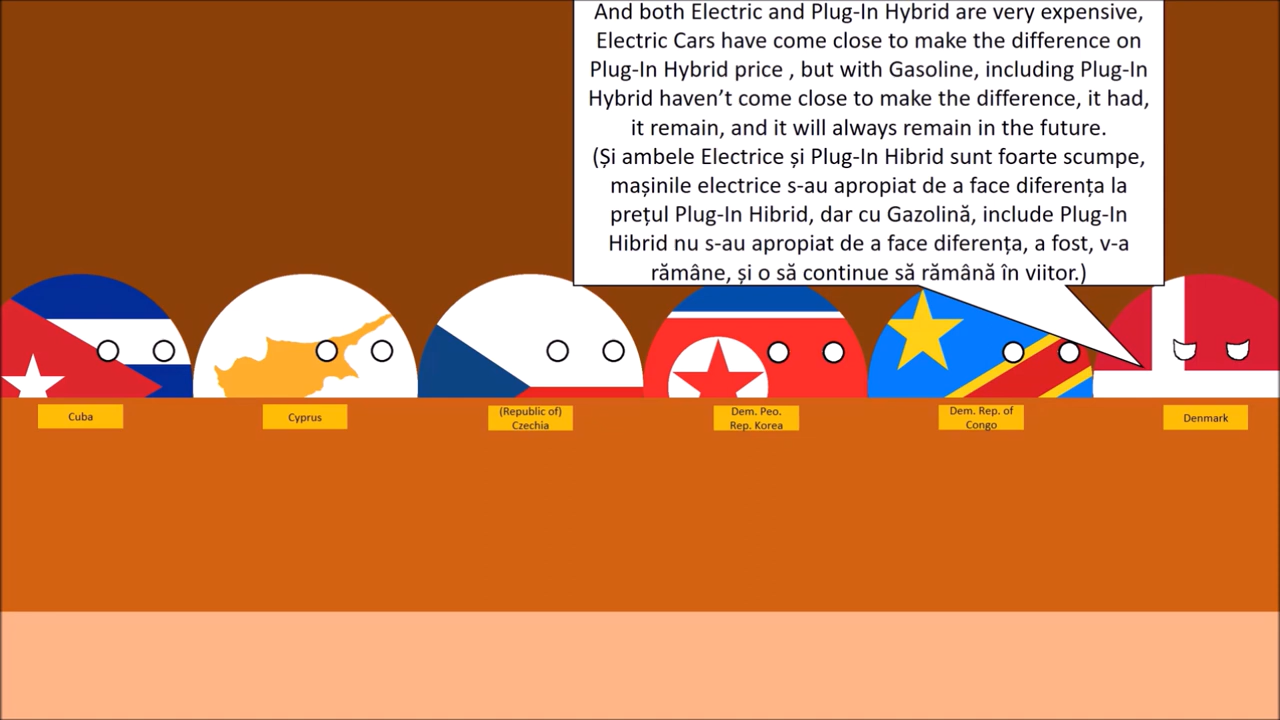 And both Electric and Plug-In Hybrid are very expensive,
Electric Cars have come close to make the difference on
Plug-In Hybrid price , but with Gasoline, including Plug-In
Hybrid haven’t come close to make the difference, it had,
it remain, and it will always remain in the future.
(Și ambele Electrice și Plug-In Hibrid sunt foarte scumpe,
mașinile electrice s-au apropiat de a face diferența la
prețul Plug-In Hibrid, dar cu Gazolină, include Plug-In
Hibrid nu s-au apropiat de a face diferența, a fost, v-a
rămâne, și o să continue să rămână în viitor.)
Cuba
Cyprus
(Republic of)
Czechia
Dem. Peo.
Rep. Korea
Dem. Rep. of
Congo
Denmark